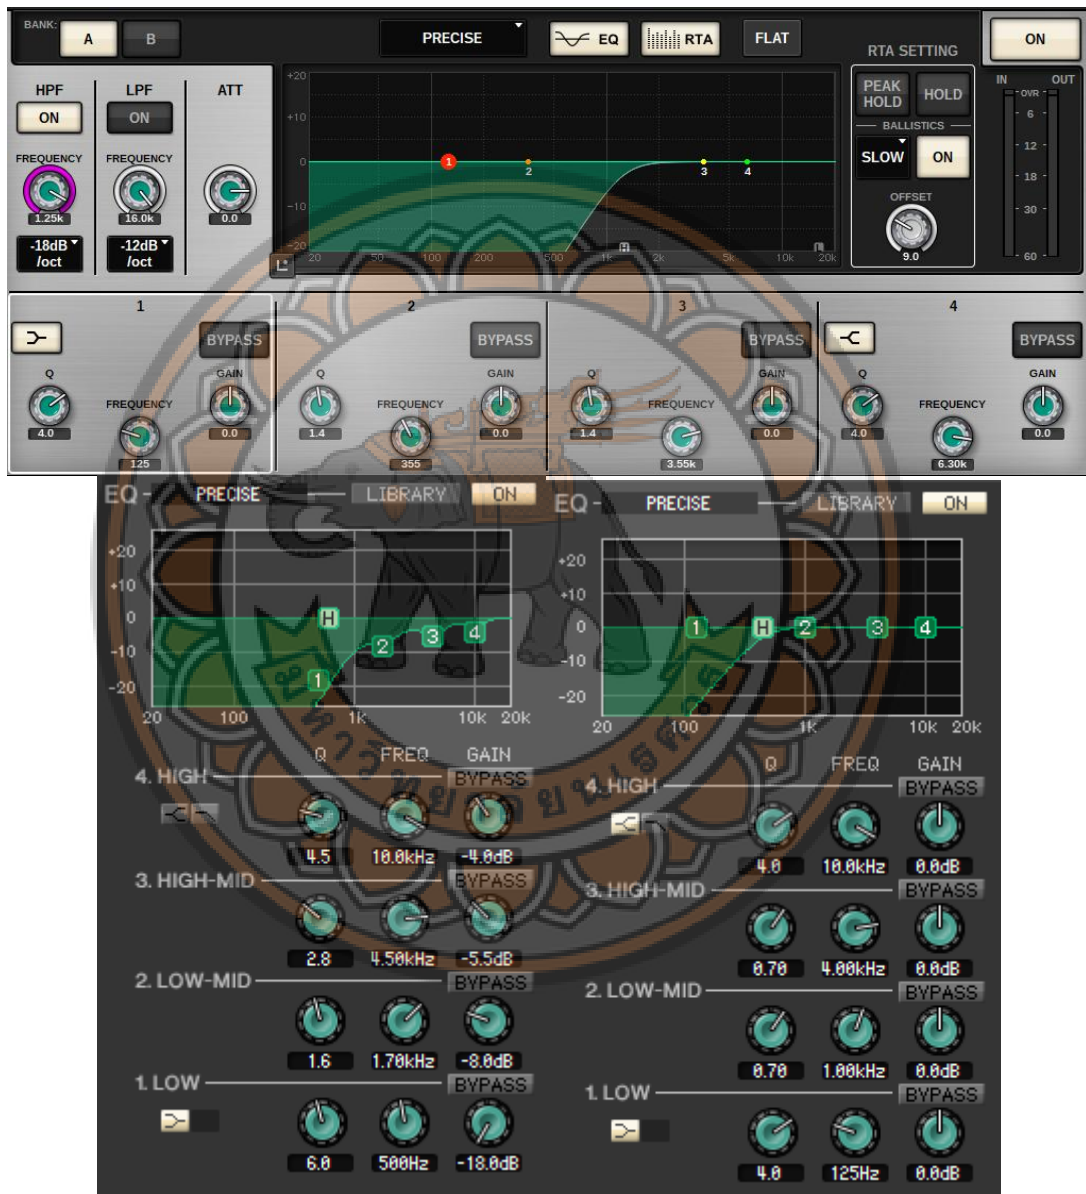 BANK: A B PRECISE EQ RTA FLAT ON
RTA SETTING
HPF LPF ATT
ON ON
FREQUENCY FREQUENCY
1.25k 16.0k 0.0
-18dB -12dB
/oct /oct
+20
+10
0
-10
-20
1 2 3 4
H L
20 50 100 200 500 1k 2k 5k 10k 20k
PEAK HOLD HOLD
BALLISTICS
SLOW ON
OFFSET
9.0
IN OUT
OVR
6
12
18
30
60
1 2 3 4
BYPASS BYPASS BYPASS BYPASS
Q GAIN Q GAIN Q GAIN Q GAIN
FREQUENCY FREQUENCY FREQUENCY FREQUENCY
4.0 0.0 1.4 0.0 1.4 0.0 4.0 0.0
125 355 3.55k 6.30k
EQ PRECISE LIBRARY ON
+20
+10
0
-10
-20
H
1 2 3 4
20 100 1k 10k 20k
Q FREQ GAIN
4. HIGH BYPASS
4.5 10.0kHz -4.0dB
3. HIGH-MID BYPASS
2.8 4.50kHz -5.5dB
2. LOW-MID BYPASS
1.6 1.70kHz -8.0dB
1. LOW BYPASS
6.0 500Hz -18.0dB
EQ PRECISE LIBRARY ON
+20
+10
0
-10
-20
1 H 2 3 4
20 100 1k 10k 20k
Q FREQ GAIN
4. HIGH BYPASS
4.0 10.0kHz 0.0dB
3. HIGH-MID BYPASS
0.70 4.00kHz 0.0dB
2. LOW-MID BYPASS
0.70 1.00kHz 0.0dB
1. LOW BYPASS
4.0 125Hz 0.0dB